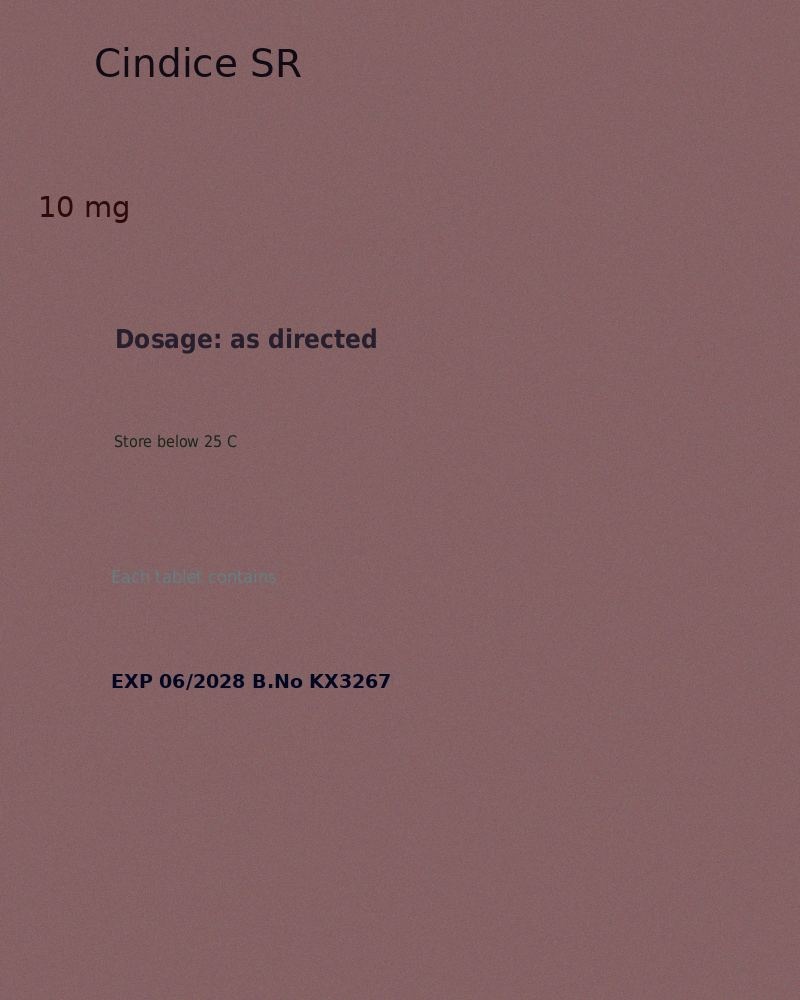 Cindice SR
10 mg
Dosage: as directed
Store below 25 C
Each tablet contains
EXP 06/2028 B.No KX3267